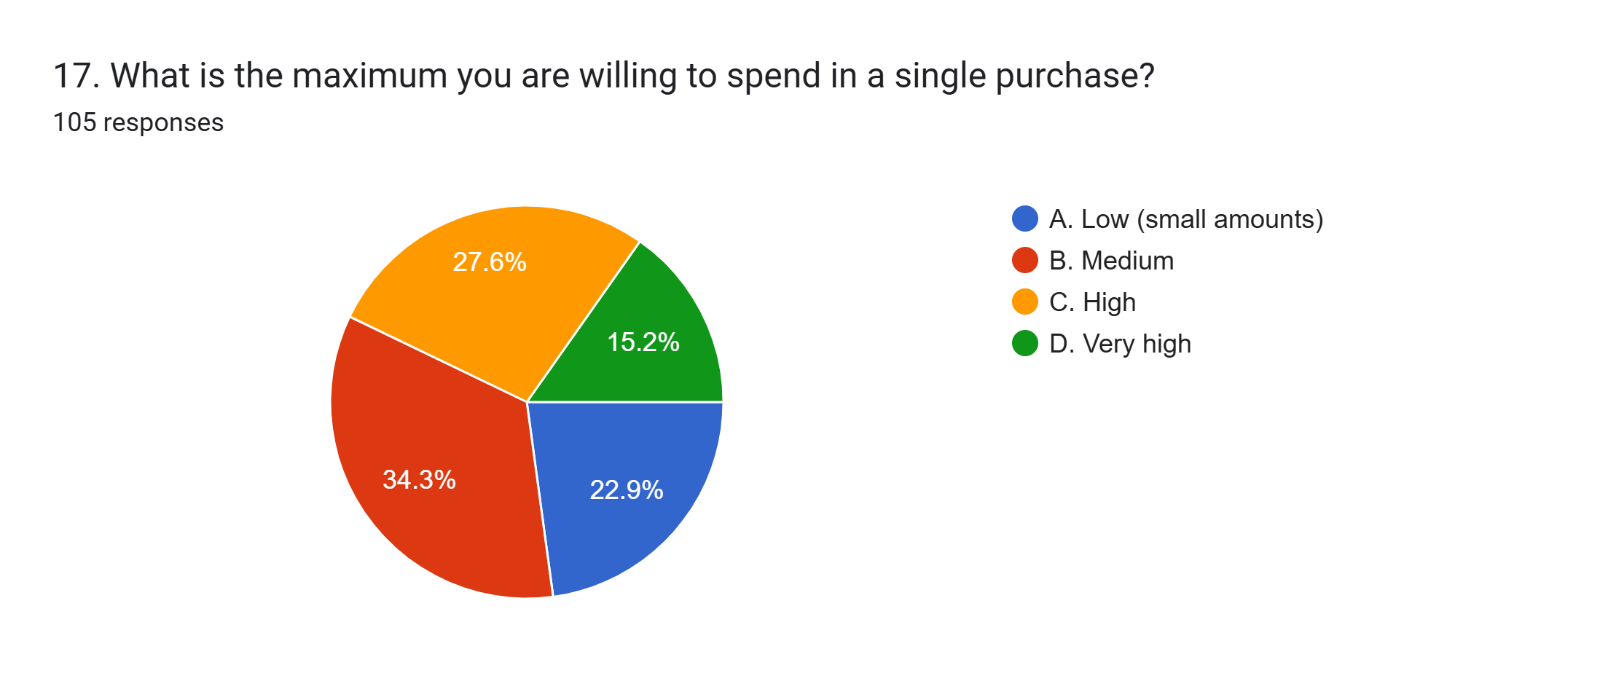 17. What is the maximum you are willing to spend in a single purchase?
105 responses
27.6%
15.2%
34.3%
22.9%
A. Low (small amounts)
B. Medium
C. High
D. Very high